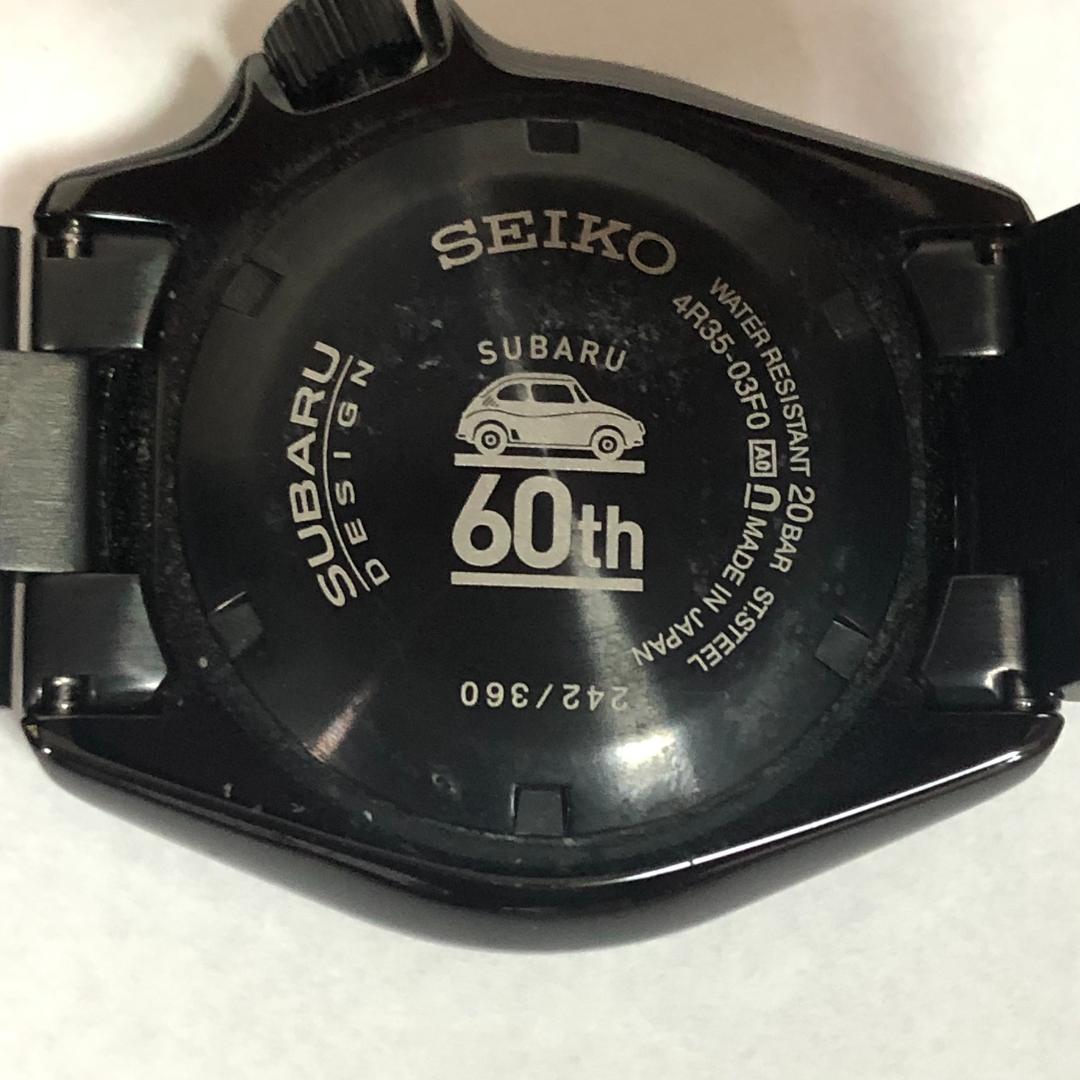 SEIKO
WATER RESISTANT 20BAR ST.STEEL
4R35-03F0 A0 MADE IN JAPAN
SUBARU
60th
SUBARU
DESIGN
242/360